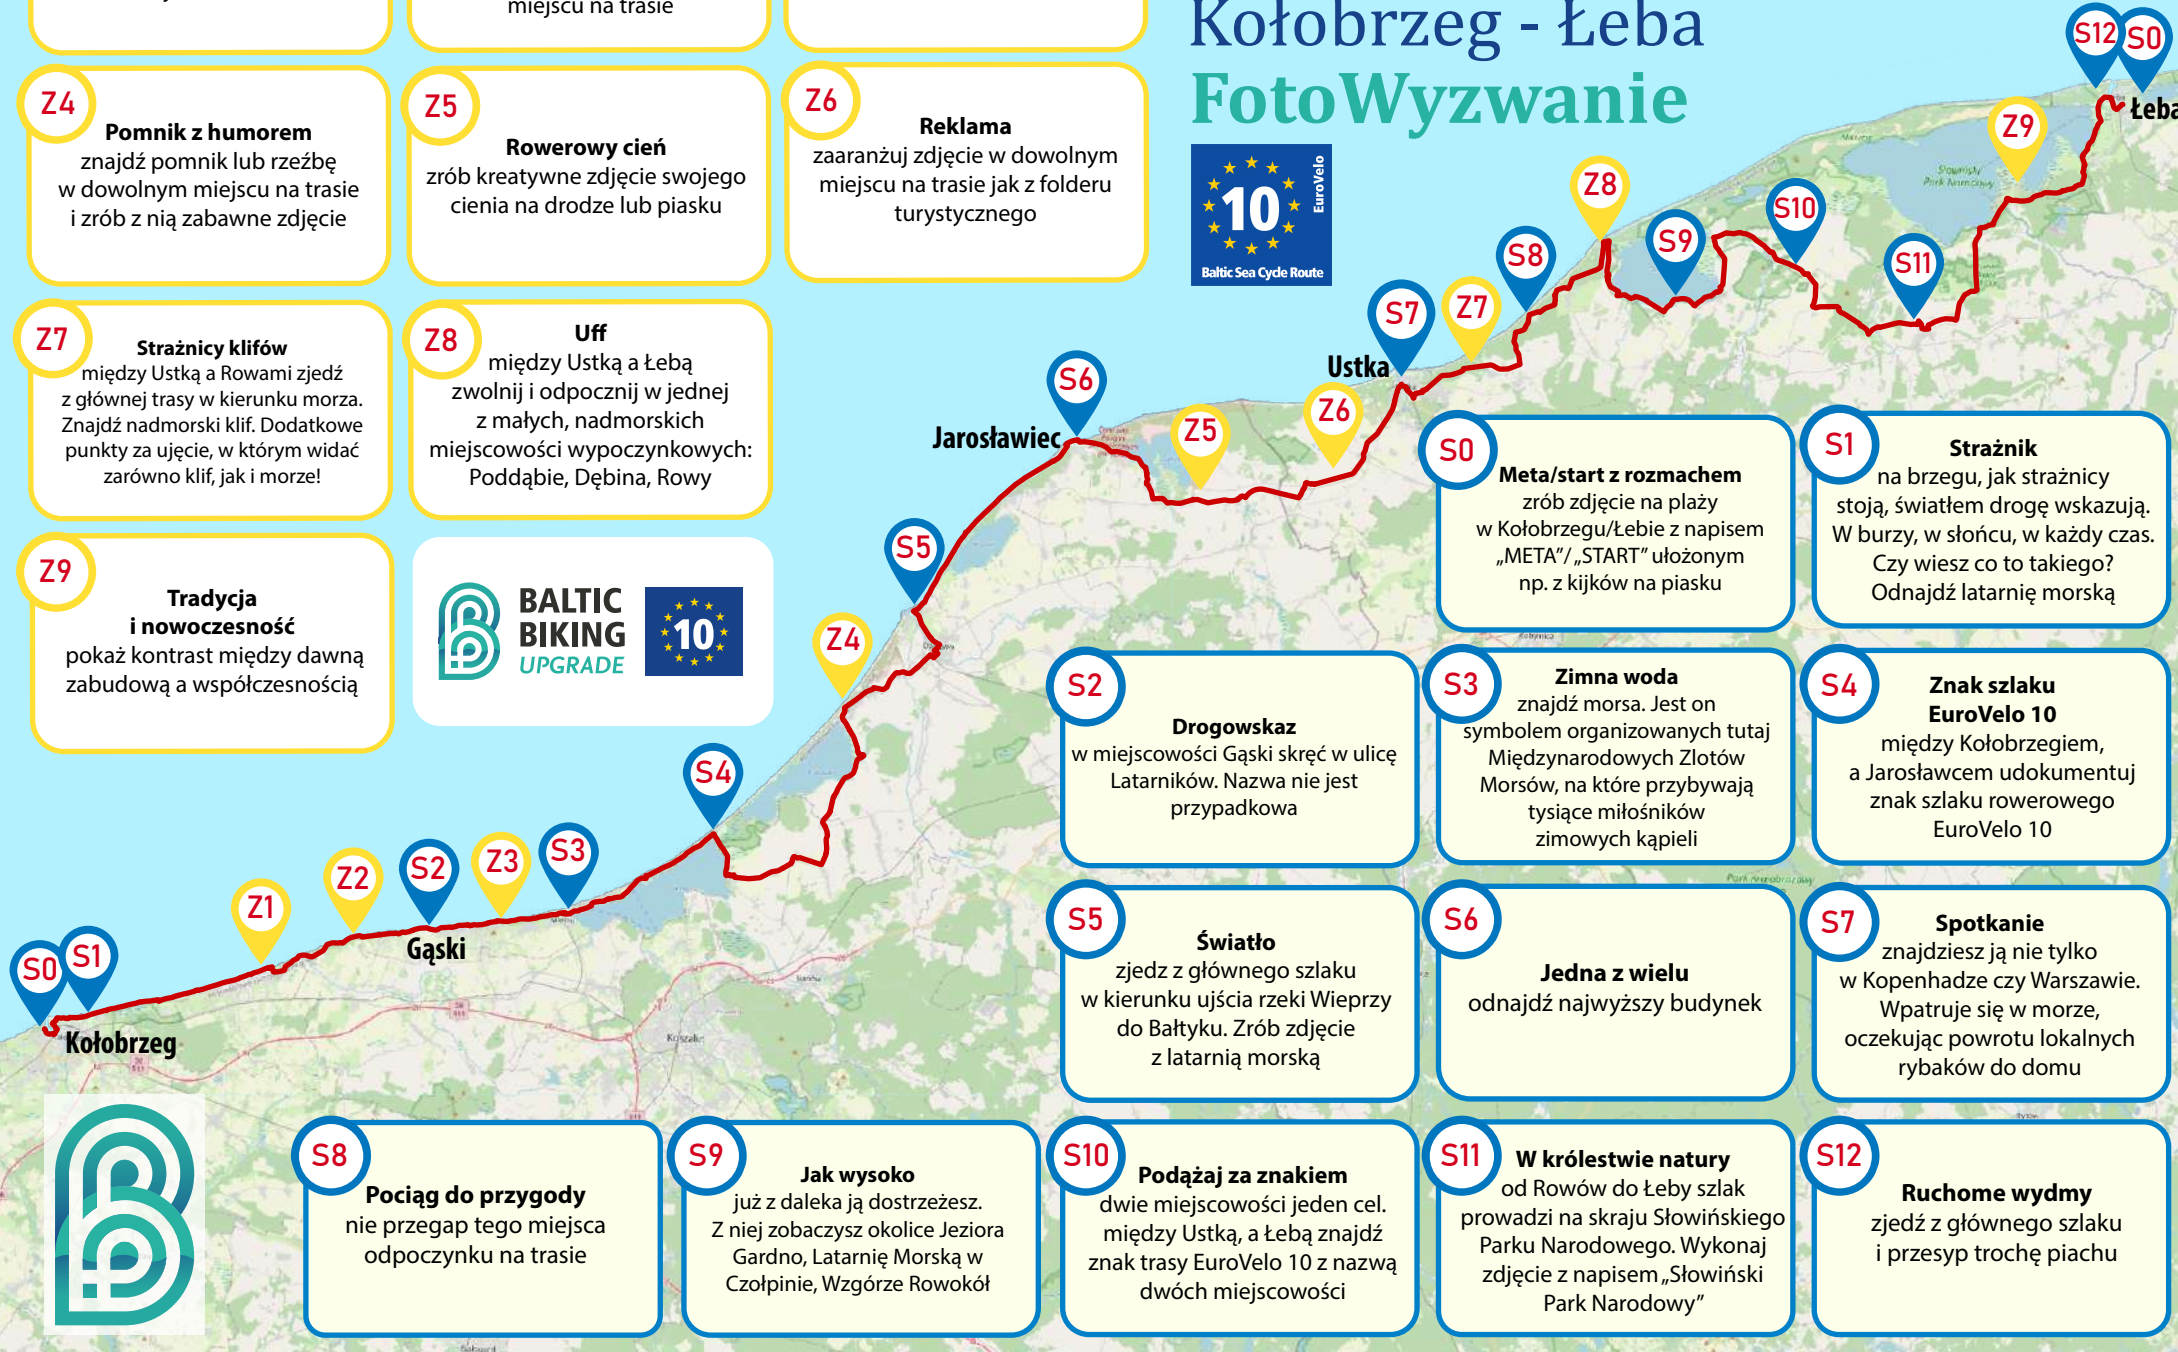 miejscu na trasie
Kołobrzeg - Łeba
FotoWyzwanie
10
EuroVelo
Baltic Sea Cycle Route
Z4
Pomnik z humorem
znajdź pomnik lub rzeźbę
w dowolnym miejscu na trasie
i zrób z nią zabawne zdjęcie
Z5
Rowerowy cień
zrób kreatywne zdjęcie swojego
cienia na drodze lub piasku
Z6
Reklama
zaaranżuj zdjęcie w dowolnym
miejscu na trasie jak z folderu
turystycznego
Z7
Strażnicy klifów
między Ustką a Rowami zjedź
z głównej trasy w kierunku morza.
Znajdź nadmorski klif. Dodatkowe
punkty za ujęcie, w którym widać
zarówno klif, jak i morze!
Z8
Uff
między Ustką a Łebą
zwolnij i odpocznij w jednej
z małych, nadmorskich
miejscowości wypoczynkowych:
Poddąbie, Dębina, Rowy
Z9
Tradycja
i nowoczesność
pokaż kontrast między dawną
zabudową a współczesnością
BALTIC
BIKING
UPGRADE
10
S12
S0
Łeba
Z9
Słowiński
Park Narodowy
Z8
S10
S9
S8
S11
S7
Z7
Ustka
S6
Z6
Z5
Jarosławiec
S5
Z4
S4
S3
Z3
S2
Z2
Z1
Gąski
S1
S0
Kołobrzeg
Koszalin
Kobylnica
S0
Meta/start z rozmachem
zrób zdjęcie na plaży
w Kołobrzegu/Łebie z napisem
„META”/„START” ułożonym
np. z kijków na piasku
S1
Strażnik
na brzegu, jak strażnicy
stoją, światłem drogę wskazują.
W burzy, w słońcu, w każdy czas.
Czy wiesz co to takiego?
Odnajdź latarnię morską
S2
Drogowskaz
w miejscowości Gąski skręć w ulicę
Latarników. Nazwa nie jest
przypadkowa
S3
Zimna woda
znajdź morsa. Jest on
symbolem organizowanych tutaj
Międzynarodowych Zlotów
Morsów, na które przybywają
tysiące miłośników
zimowych kąpieli
S4
Znak szlaku
EuroVelo 10
między Kołobrzegiem,
a Jarosławcem udokumentuj
znak szlaku rowerowego
EuroVelo 10
S5
Światło
zjedz z głównego szlaku
w kierunku ujścia rzeki Wieprzy
do Bałtyku. Zrób zdjęcie
z latarnią morską
S6
Jedna z wielu
odnajdź najwyższy budynek
S7
Spotkanie
znajdziesz ją nie tylko
w Kopenhadze czy Warszawie.
Wpatruje się w morze,
oczekując powrotu lokalnych
rybaków do domu
S8
Pociąg do przygody
nie przegap tego miejsca
odpoczynku na trasie
S9
Jak wysoko
już z daleka ją dostrzeżesz.
Z niej zobaczysz okolice Jeziora
Gardno, Latarnię Morską w
Czołpinie, Wzgórze Rowokół
S10
Podążaj za znakiem
dwie miejscowości jeden cel.
między Ustką, a Łebą znajdź
znak trasy EuroVelo 10 z nazwą
dwóch miejscowości
S11
W królestwie natury
od Rowów do Łeby szlak
prowadzi na skraju Słowińskiego
Parku Narodowego. Wykonaj
zdjęcie z napisem „Słowiński
Park Narodowy”
S12
Ruchome wydmy
zjedź z głównego szlaku
i przesyp trochę piachu